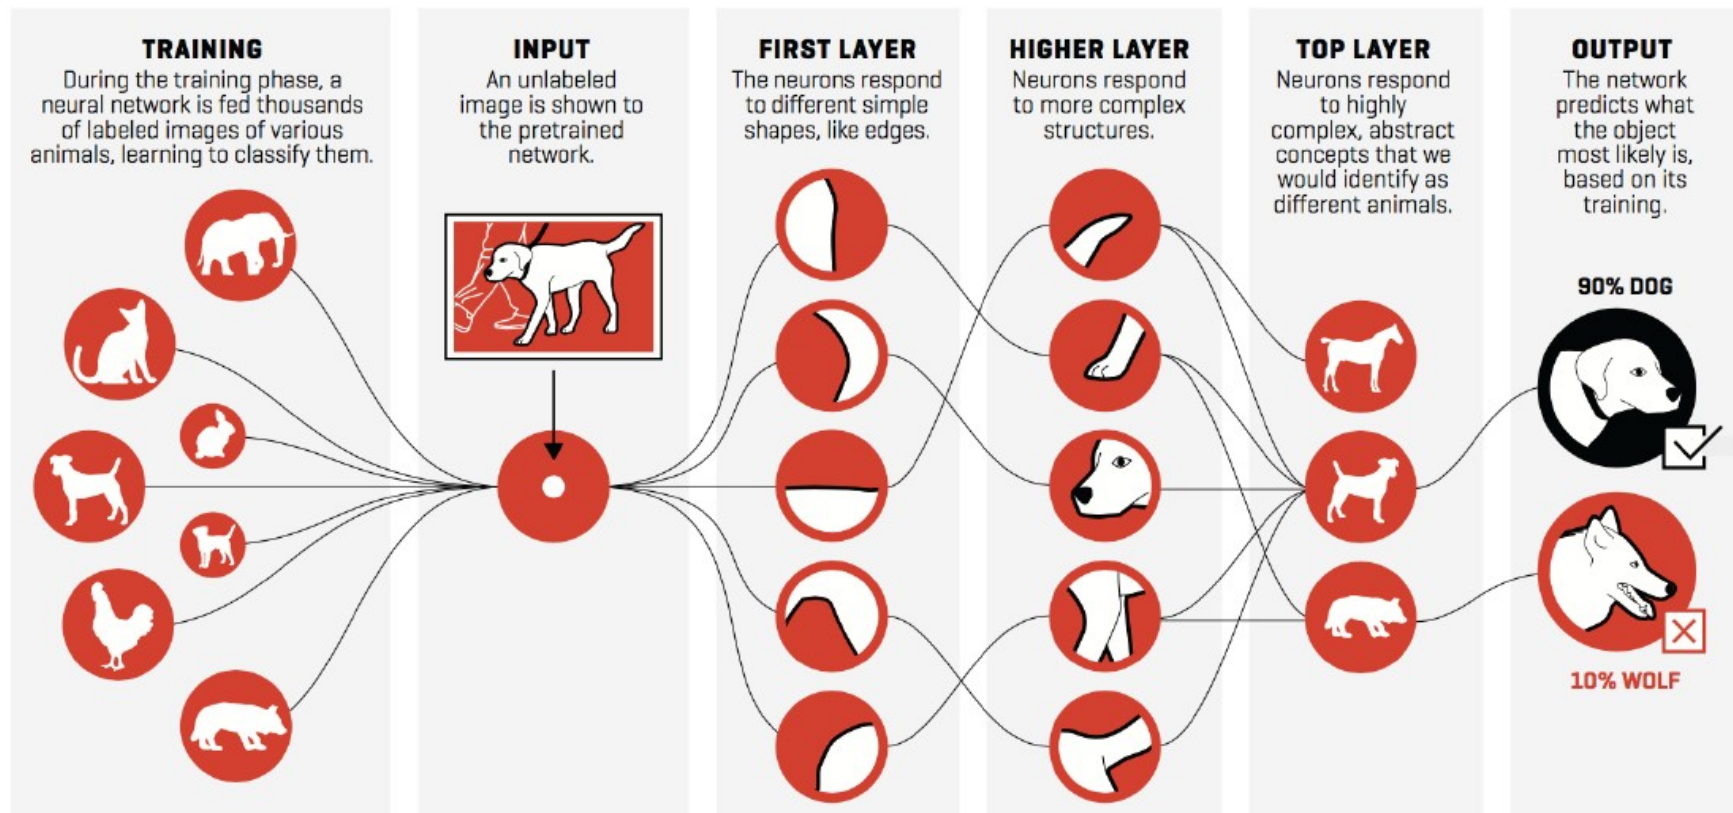 TRAINING
During the training phase, a
neural network is fed thousands
of labeled images of various
animals, learning to classify them.
INPUT
An unlabeled
image is shown to
the pretrained
network.
FIRST LAYER
The neurons respond
to different simple
shapes, like edges.
HIGHER LAYER
Neurons respond
to more complex
structures.
TOP LAYER
Neurons respond
to highly
complex, abstract
concepts that we
would identify as
different animals.
OUTPUT
The network
predicts what
the object
most likely is,
based on its
training.
90% DOG
10% WOLF